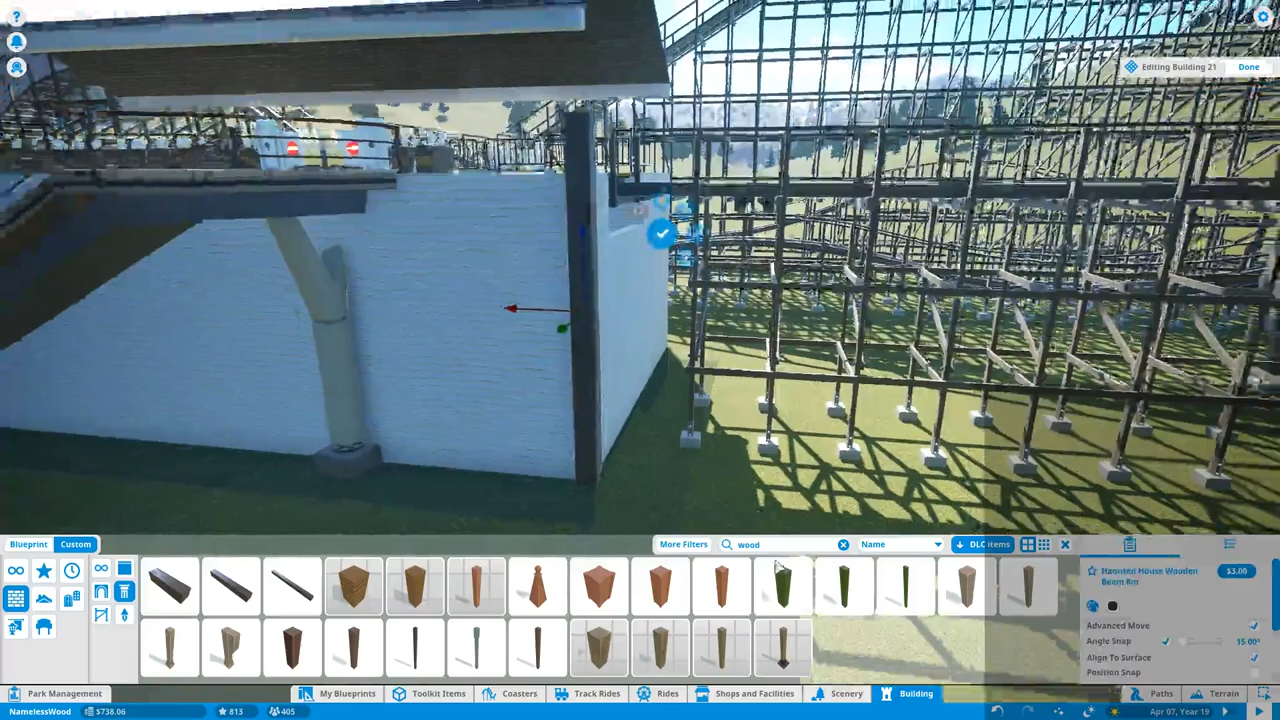 ?
Editing Building 21 Done
Blueprint Custom More Filters wood Name DLC items
Haunted House Wooden $3.00
Beam 8m
Advanced Move
Angle Snap 15.00°
Align To Surface
Position Snap
Park Management My Blueprints Toolkit Items Coasters Track Rides Rides Shops and Facilities Scenery Building Paths Terrain
NamelessWood $738.06 813 405 Apr 07, Year 19